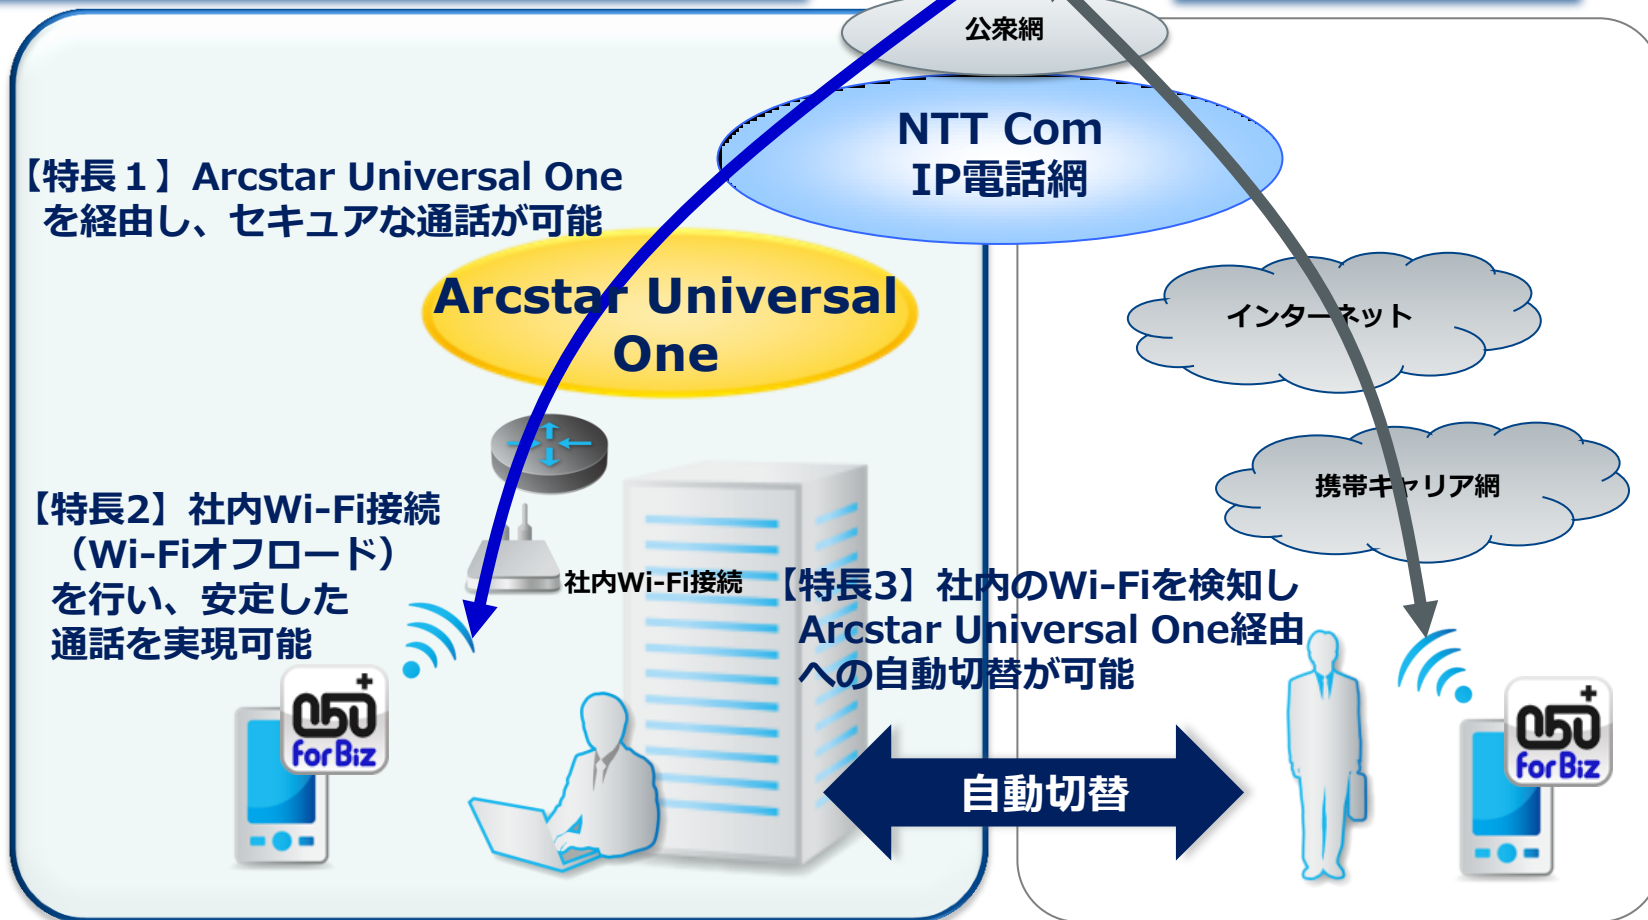 公衆網
NTT Com
IP電話網
【特長１】Arcstar Universal One
を経由し、セキュアな通話が可能
Arcstar Universal
One
インターネット
携帯キャリア網
【特長2】社内Wi-Fi接続
（Wi-Fiオフロード）
を行い、安定した
通話を実現可能
社内Wi-Fi接続
【特長3】社内のWi-Fiを検知し
Arcstar Universal One経由
への自動切替が可能
050+
for Biz
自動切替
050+
for Biz